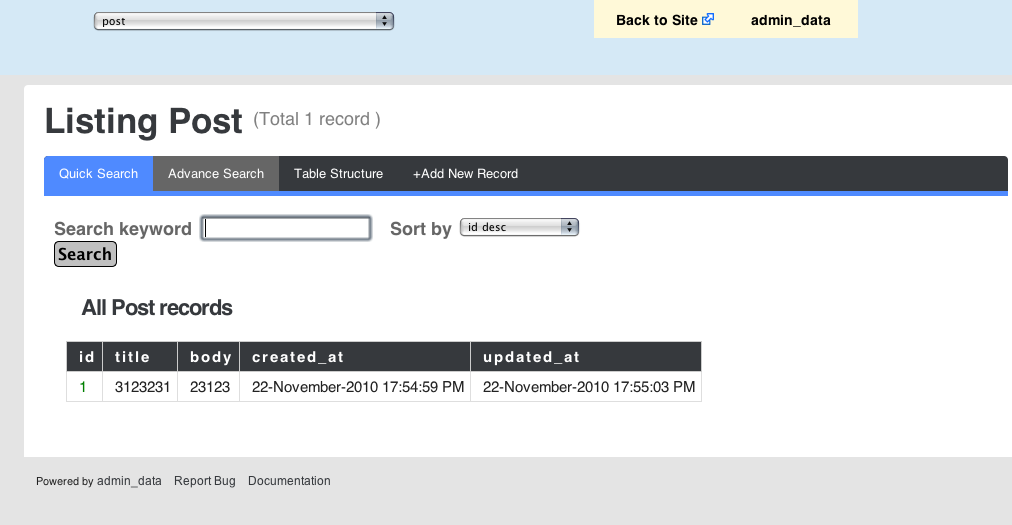 post
Back to Site admin_data
Listing Post (Total 1 record )
Quick Search Advance Search Table Structure +Add New Record
Search keyword Sort by id desc
Search
All Post records
id title body created_at updated_at
1 3123231 23123 22-November-2010 17:54:59 PM 22-November-2010 17:55:03 PM
Powered by admin_data Report Bug Documentation